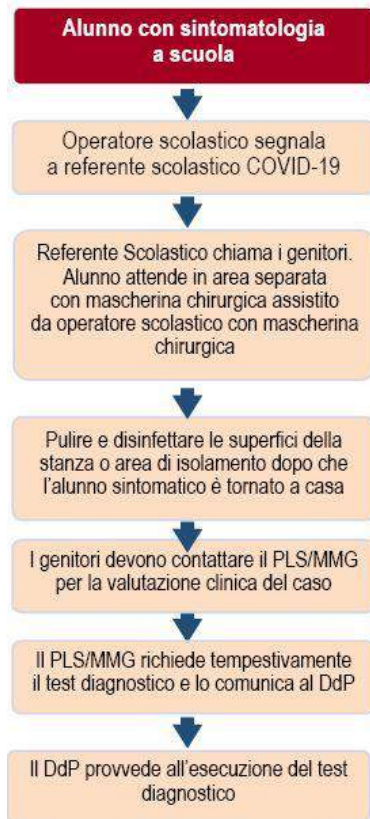 Alunno con sintomatologia
a scuola
Operatore scolastico segnala
a referente scolastico COVID-19
Referente Scolastico chiama i genitori.
Alunno attende in area separata
con mascherina chirurgica assistito
da operatore scolastico con mascherina
chirurgica
Pulire e disinfettare le superfici della
stanza o area di isolamento dopo che
l'alunno sintomatico è tornato a casa
I genitori devono contattare il PLS/MMG
per la valutazione clinica del caso
Il PLS/MMG richiede tempestivamente
il test diagnostico e lo comunica al DdP
Il DdP provvede all'esecuzione del test
diagnostico